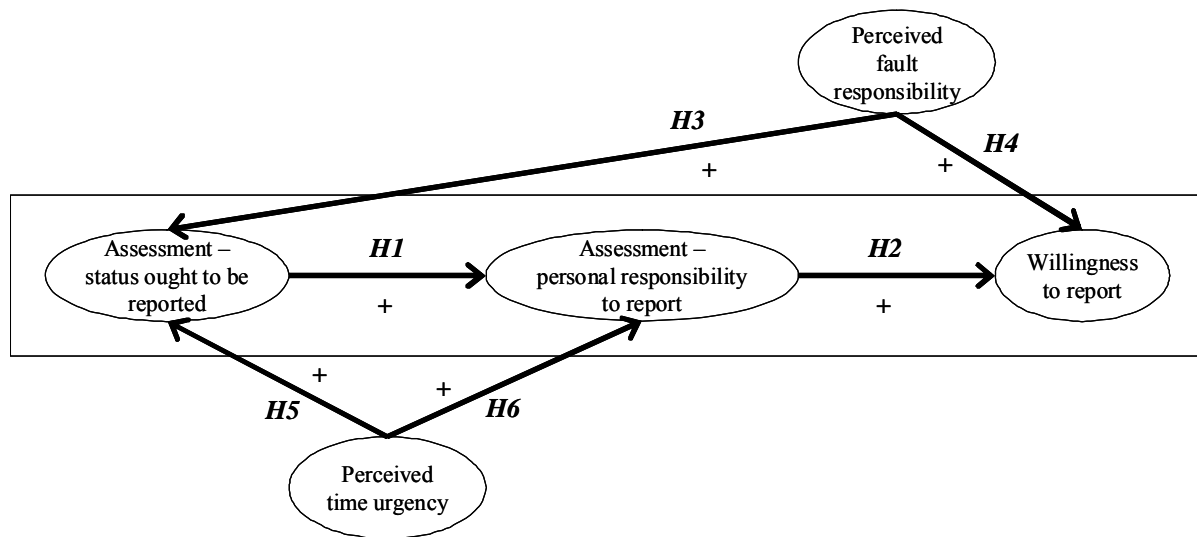 Perceived
fault
responsibility
H3
H4
+
+
Assessment –
status ought to be
reported
H1
+
Assessment –
personal responsibility
to report
H2
+
Willingness
to report
+
+
H5
H6
Perceived
time urgency